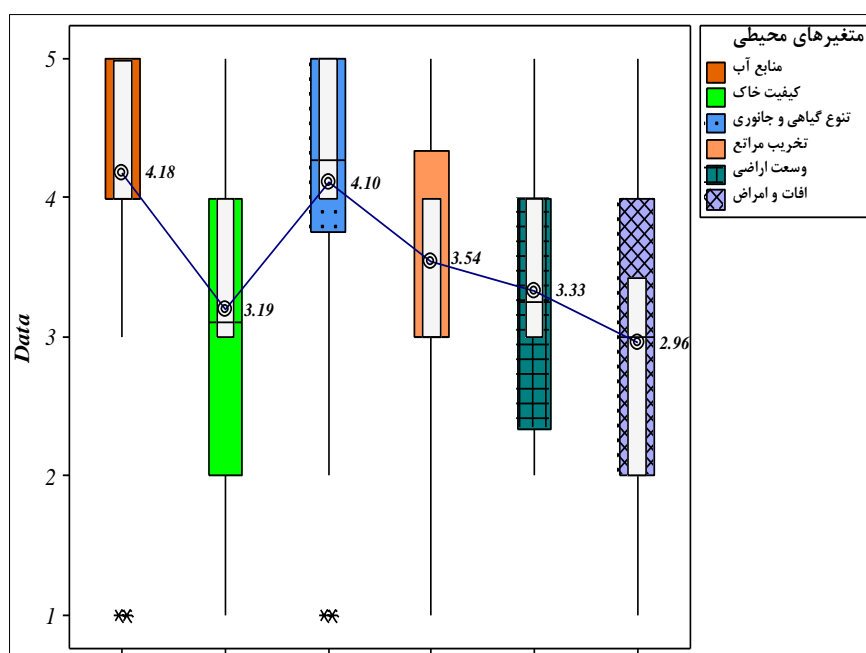 متغیرهای محیطی
منابع آب
کیفیت خاک
تنوع گیاهی و جانوری
تخریب مراتع
وسعت اراضی
افات و امراض
Data
5
4
3
2
1
4.18
3.19
4.10
3.54
3.33
2.96